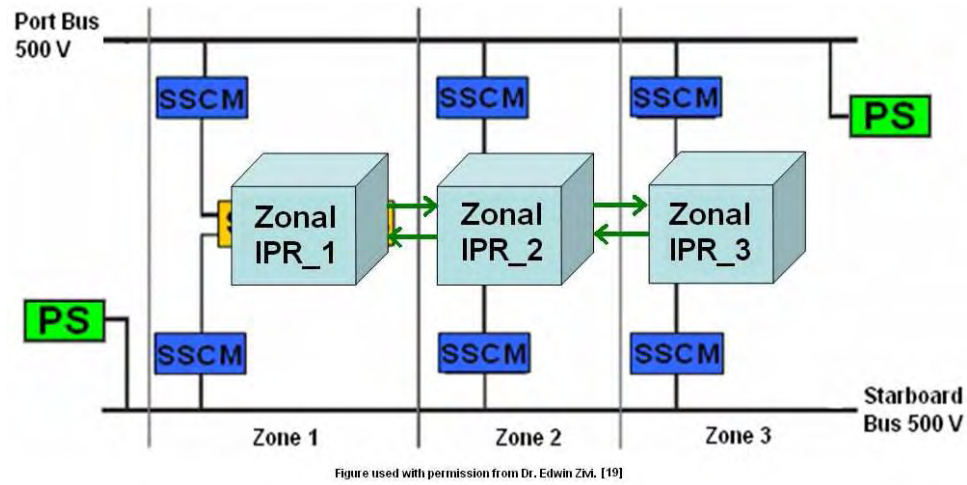 Port Bus
500 V
SSCM
SSCM
SSCM
PS
Zonal
IPR_1
Zonal
IPR_2
Zonal
IPR_3
PS
SSCM
SSCM
SSCM
Starboard
Bus 500 V
Zone 1
Zone 2
Zone 3
Figure used with permission from Dr. Edwin Zivi. [19]